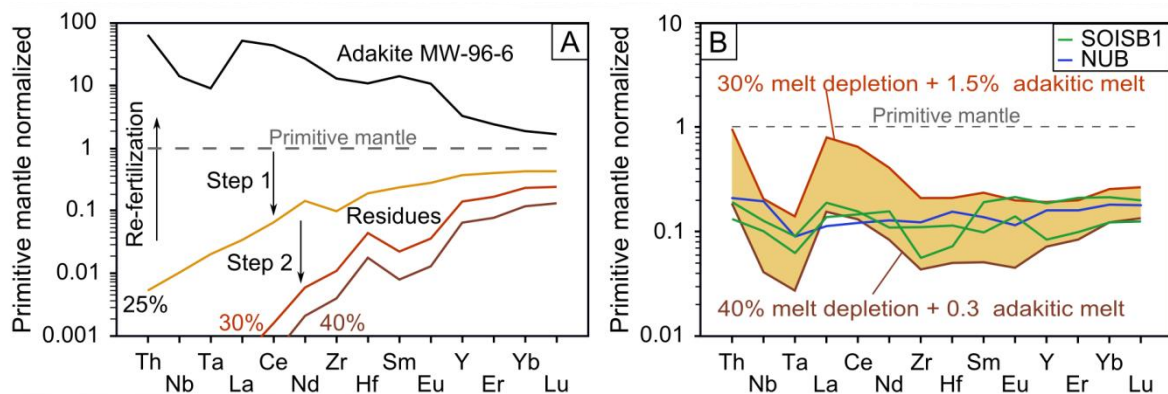 Primitive mantle normalized
100
10
1
0.1
0.01
0.001
A
Adakite MW-96-6
Primitive mantle
Re-fertilization
Step 1
Residues
Step 2
25%
30%
40%
Th
Nb
Ta
La
Ce
Nd
Zr
Hf
Sm
Eu
Y
Er
Yb
Lu
Primitive mantle normalized
10
1
0.1
0.01
B
SOISB1
NUB
30% melt depletion + 1.5% adakitic melt
Primitive mantle
40% melt depletion + 0.3 adakitic melt
Th
Nb
Ta
La
Ce
Nd
Zr
Hf
Sm
Eu
Y
Er
Yb
Lu